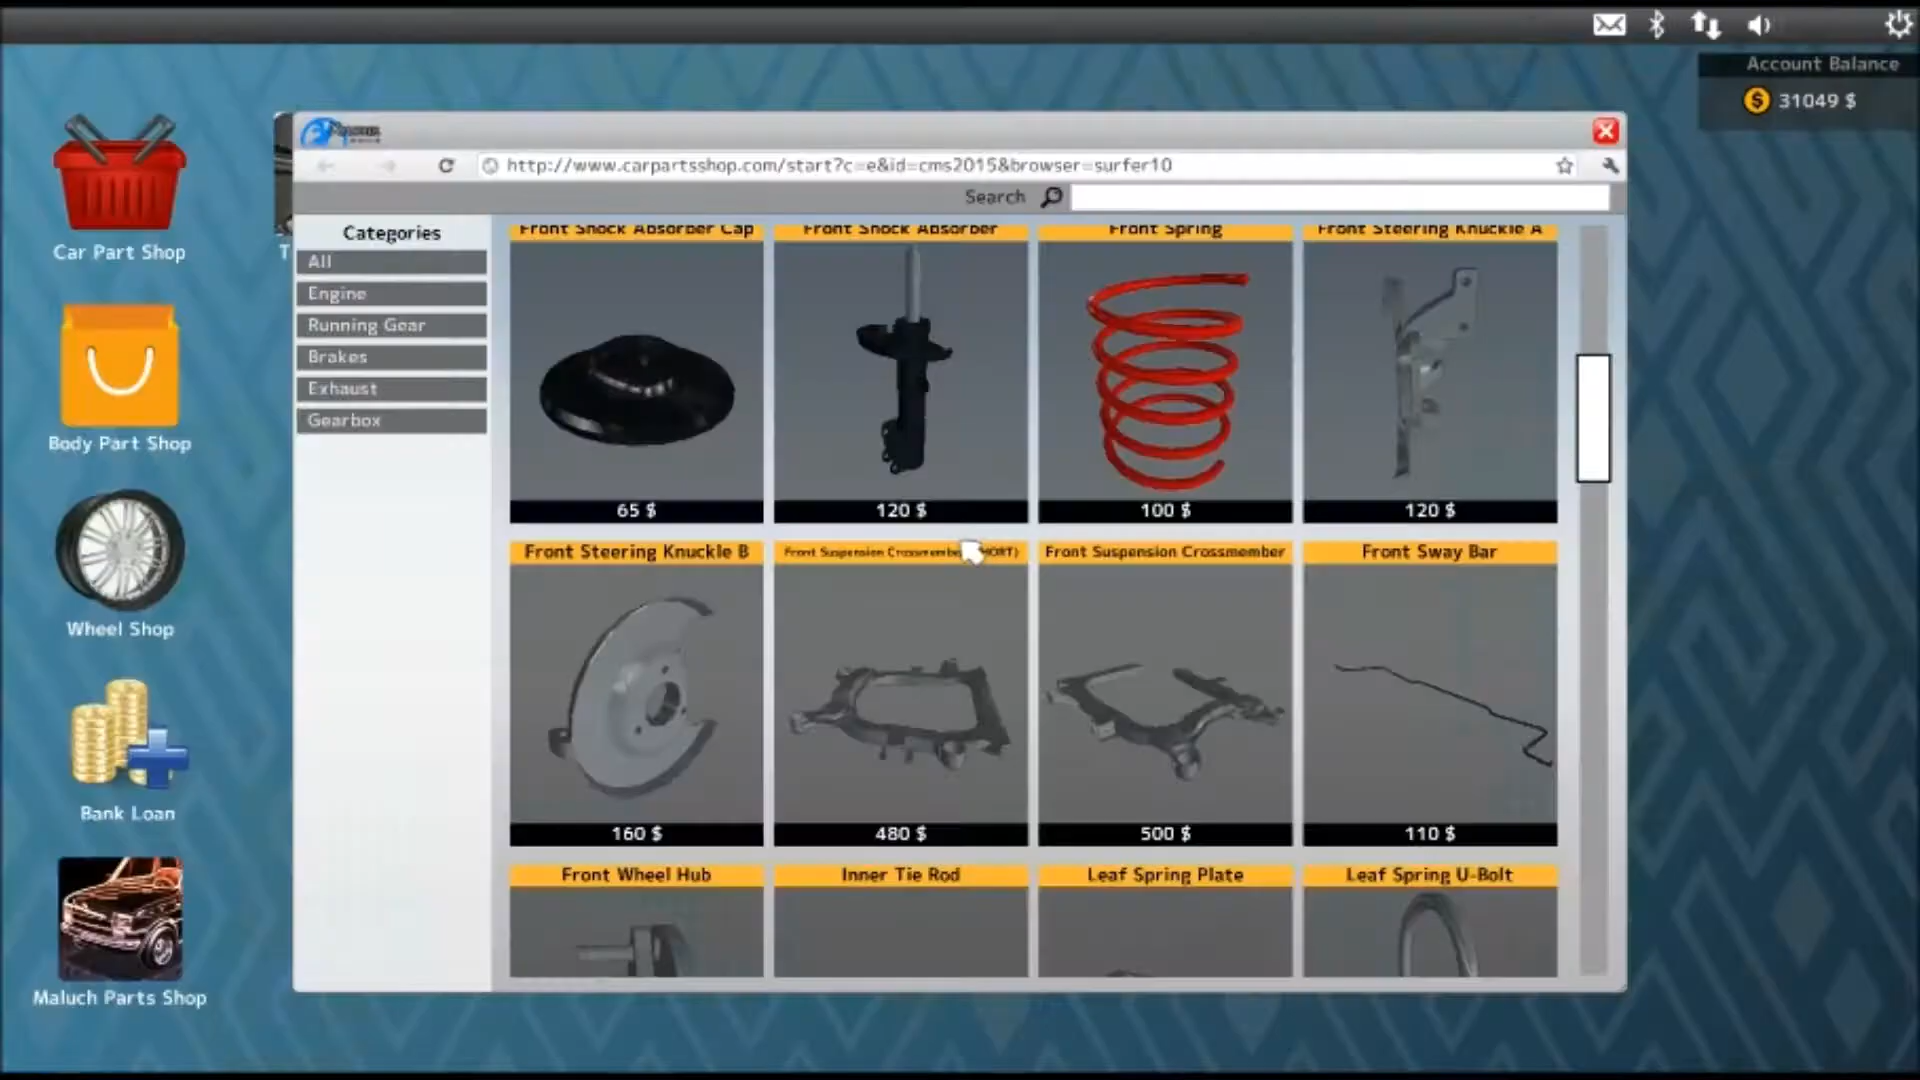 Account Balance
31049 $
http://www.carpartsshop.com/start?c=e&id=cms2015&browser=surfer10
Search
Categories
All
Engine
Running Gear
Brakes
Exhaust
Gearbox
Front Shock Absorber Cap
Front Shock Absorber
Front Spring
Front Steering Knuckle A
65 $
120 $
100 $
120 $
Front Steering Knuckle B
Front Suspension
Front Suspension Crossmember
Front Sway Bar
160 $
480 $
500 $
110 $
Front Wheel Hub
Inner Tie Rod
Leaf Spring Plate
Leaf Spring U-Bolt
Car Part Shop
Body Part Shop
Wheel Shop
Bank Loan
Maluch Parts Shop